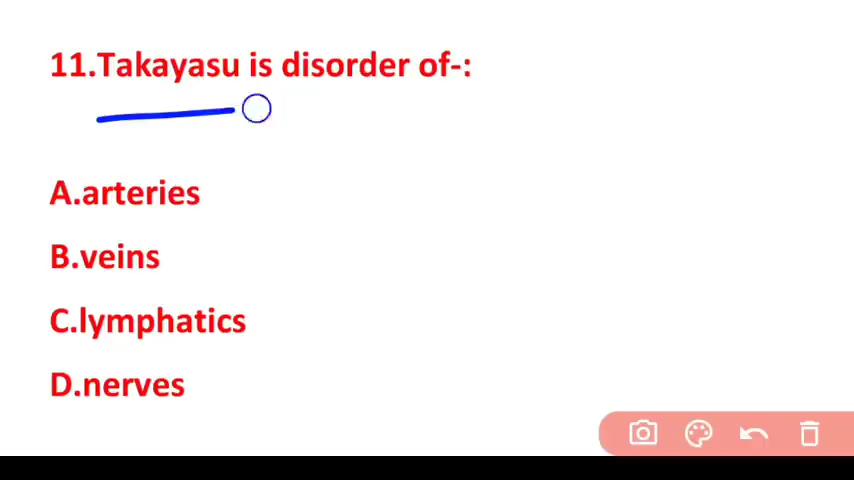 11.Takayasu is disorder of-:
A.arteries
B.veins
C.lymphatics
D.nerves